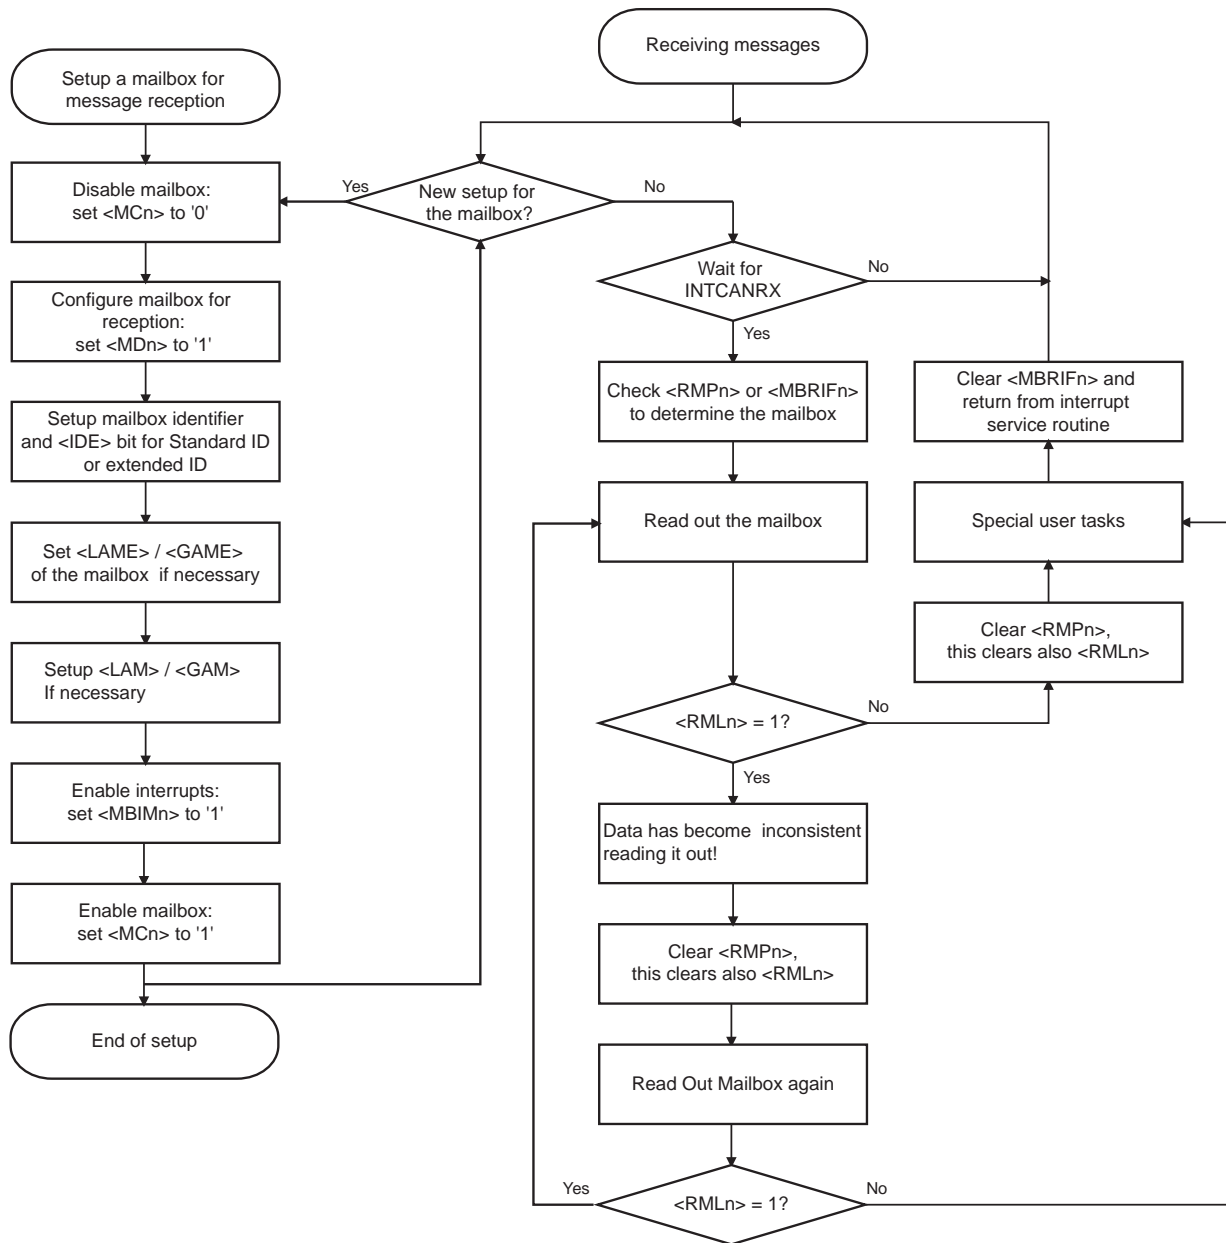 Setup a mailbox for
message reception
Disable mailbox:
set <MCn> to '0'
Configure mailbox for
reception:
set <MDn> to '1'
Setup mailbox identifier
and <IDE> bit for Standard ID
or extended ID
Set <LAME> / <GAME>
of the mailbox if necessary
Setup <LAM> / <GAM>
If necessary
Enable interrupts:
set <MBIMn> to '1'
Enable mailbox:
set <MCn> to '1'
End of setup
Receiving messages
Yes
New setup for
the mailbox?
No
Wait for
INTCANRX
No
Yes
Check <RMPn> or <MBRIFn>
to determine the mailbox
Read out the mailbox
<RMLn> = 1?
No
Yes
Data has become inconsistent
reading it out!
Clear <RMPn>,
this clears also <RMLn>
Read Out Mailbox again
Yes
<RMLn> = 1?
No
Clear <MBRIFn> and
return from interrupt
service routine
Special user tasks
Clear <RMPn>,
this clears also <RMLn>